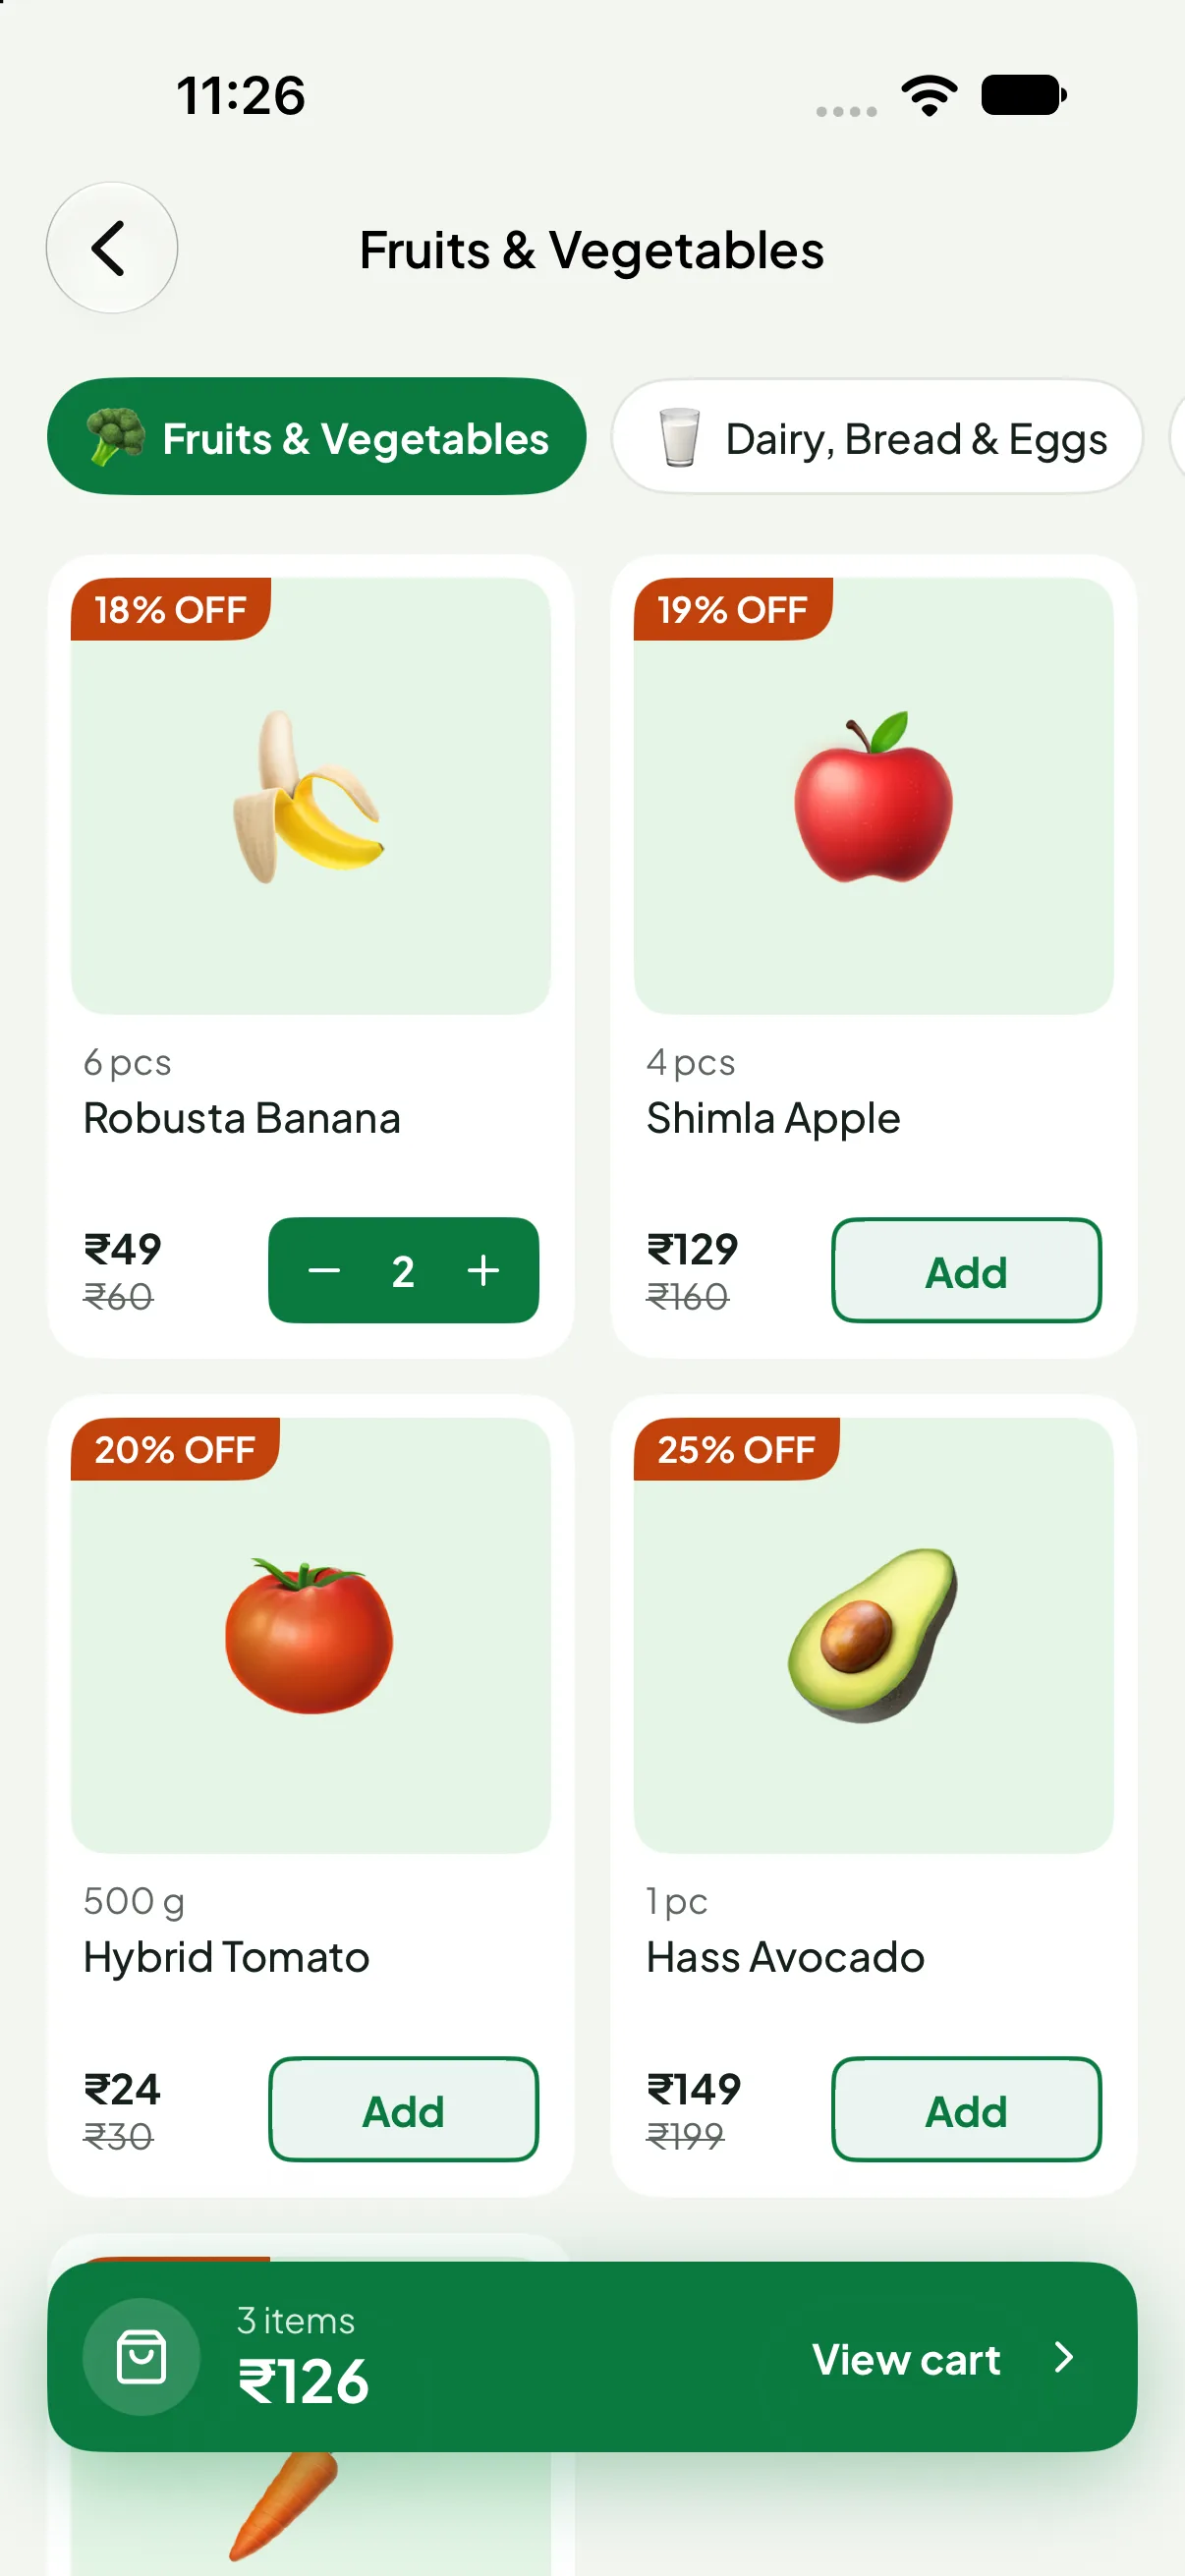 11:26
Fruits & Vegetables
Fruits & Vegetables
Dairy, Bread & Eggs
18% OFF
19% OFF
6 pcs
Robusta Banana
₹49
₹60
2
4 pcs
Shimla Apple
₹129
₹160
Add
20% OFF
25% OFF
500 g
Hybrid Tomato
₹24
₹30
Add
1 pc
Hass Avocado
₹149
₹199
Add
3 items
₹126
View cart